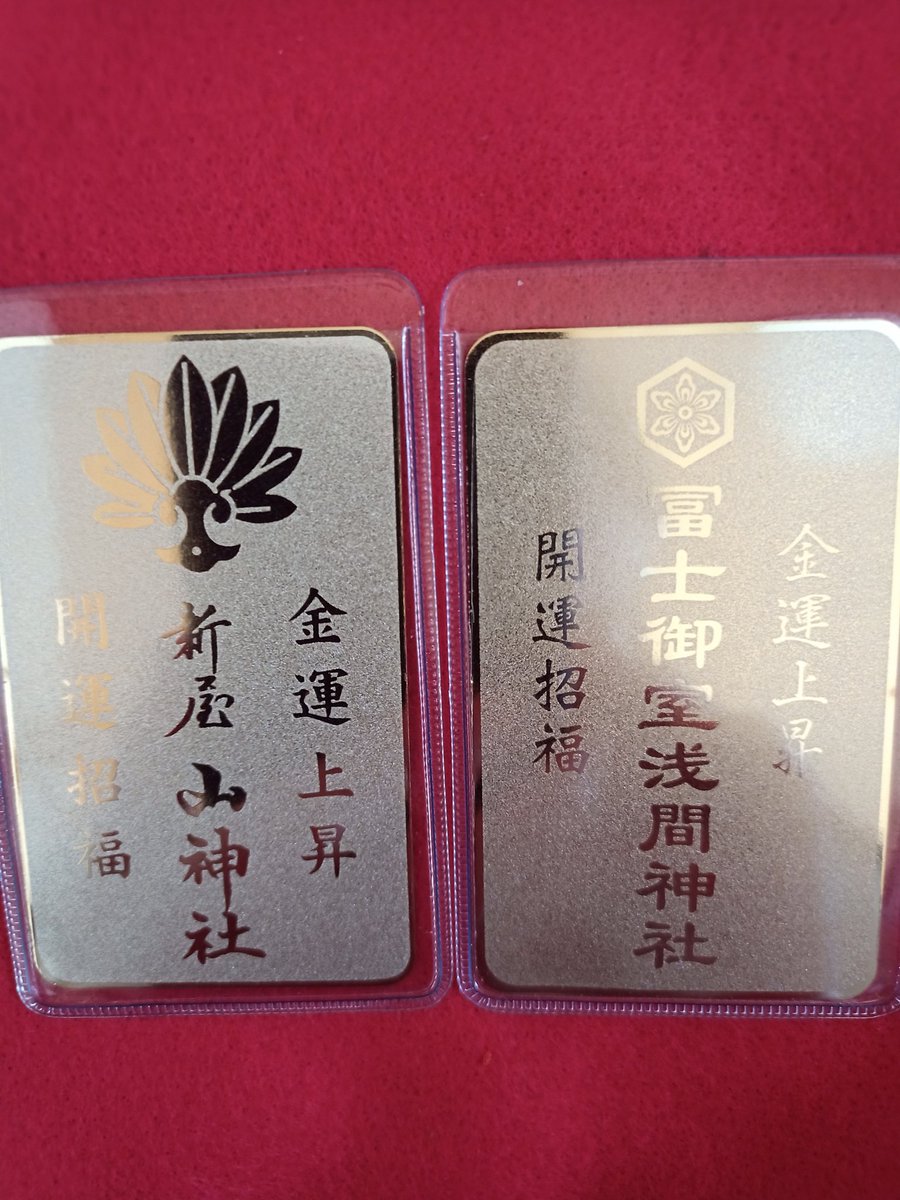 金運上昇
新屋山神社
開運招福
金運上昇
冨士御室浅間神社
開運招福